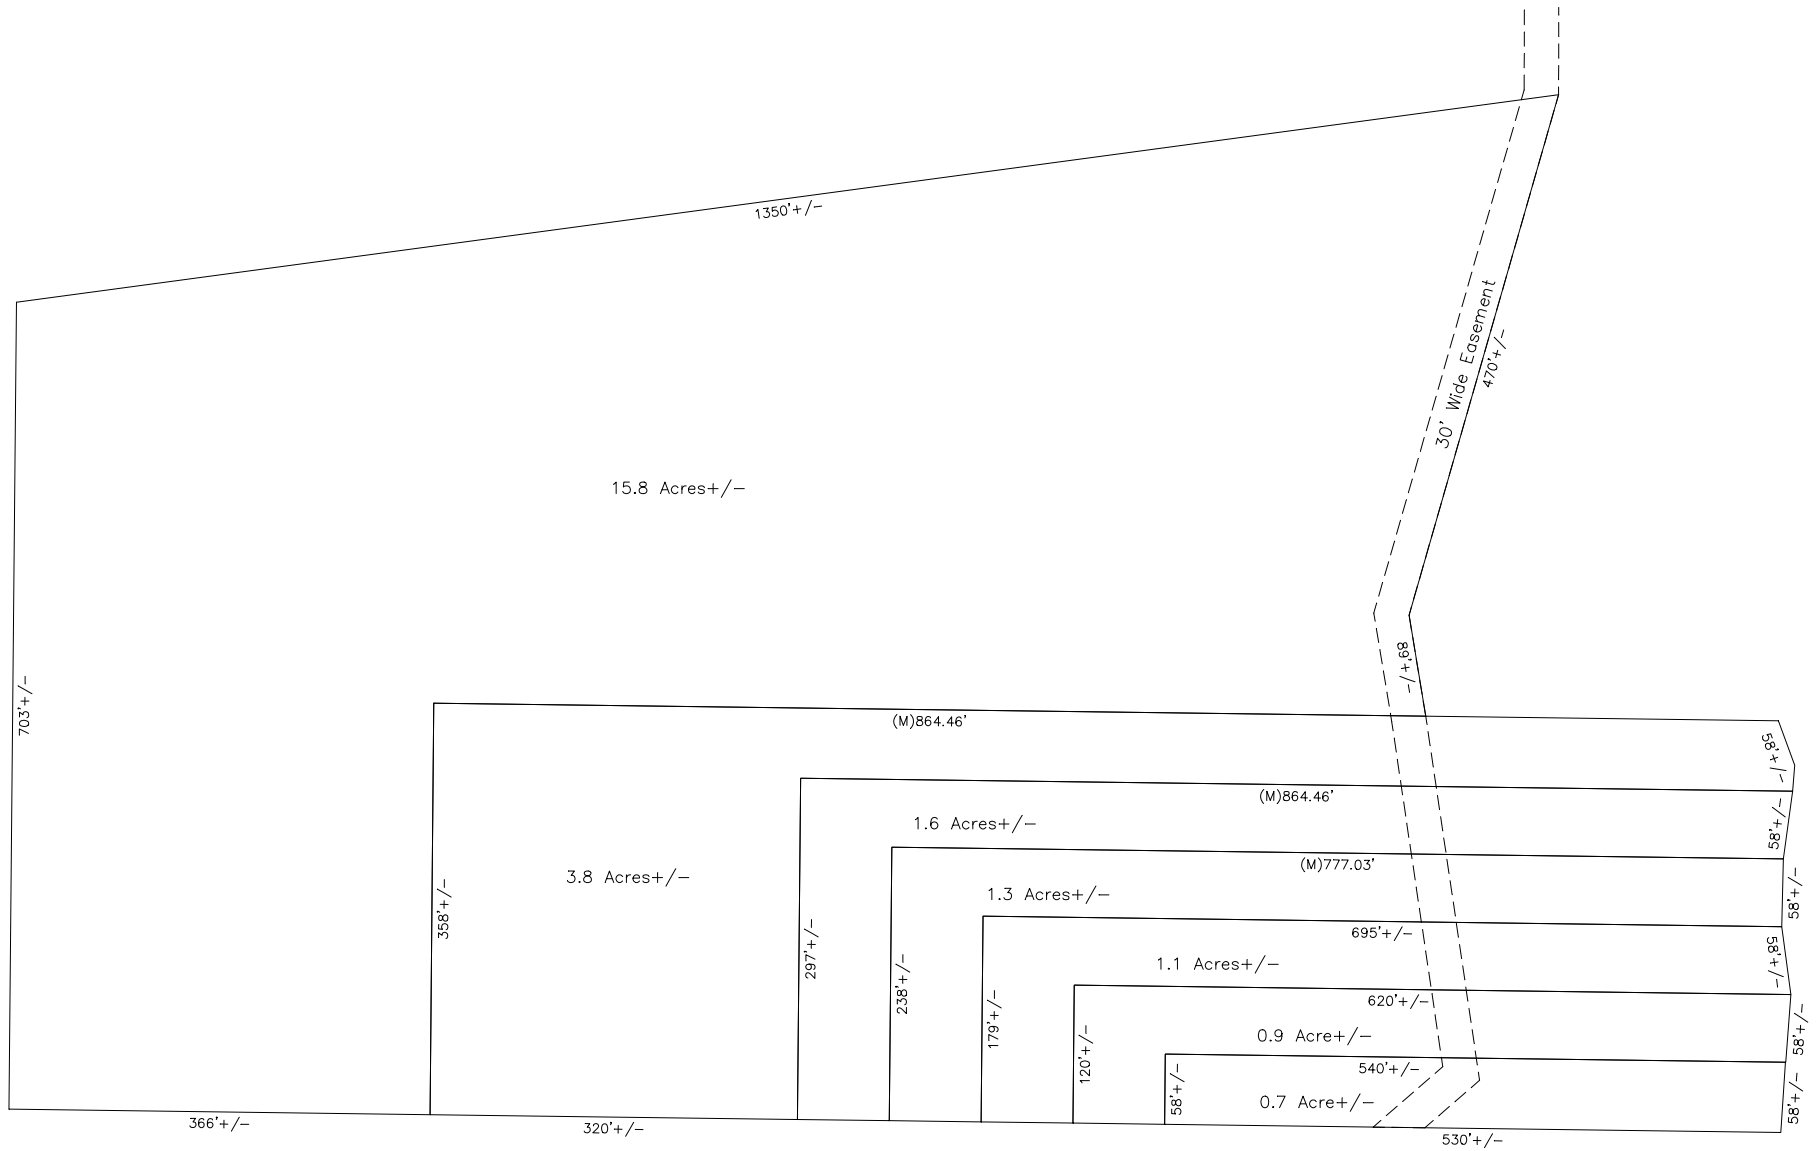 1350'+/-
30' Wide Easement
470'+/-
15.8 Acres+/-
89'+/-
703'+/-
(M)864.46'
58'+/-
(M)864.46'
1.6 Acres+/-
58'+/-
(M)777.03'
3.8 Acres+/-
1.3 Acres+/-
58'+/-
358'+/-
695'+/-
297'+/-
58'+/-
1.1 Acres+/-
238'+/-
620'+/-
179'+/-
0.9 Acre+/-
58'+/-
120'+/-
540'+/-
58'+/-
0.7 Acre+/-
58'+/-
366'+/-
320'+/-
530'+/-